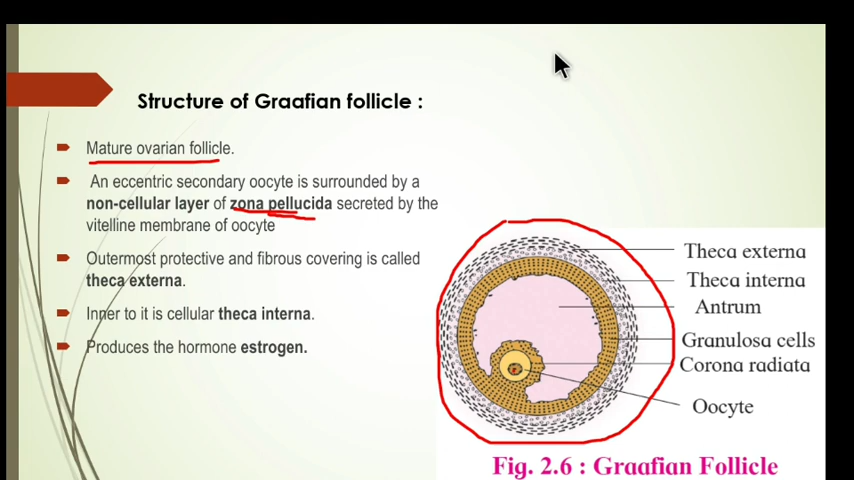 Structure of Graafian follicle :
Mature ovarian follicle.
An eccentric secondary oocyte is surrounded by a
non-cellular layer of zona pellucida secreted by the
vitelline membrane of oocyte
Outermost protective and fibrous covering is called
theca externa.
Inner to it is cellular theca interna.
Produces the hormone estrogen.
Theca externa
Theca interna
Antrum
Granulosa cells
Corona radiata
Oocyte
Fig. 2.6 : Graafian Follicle